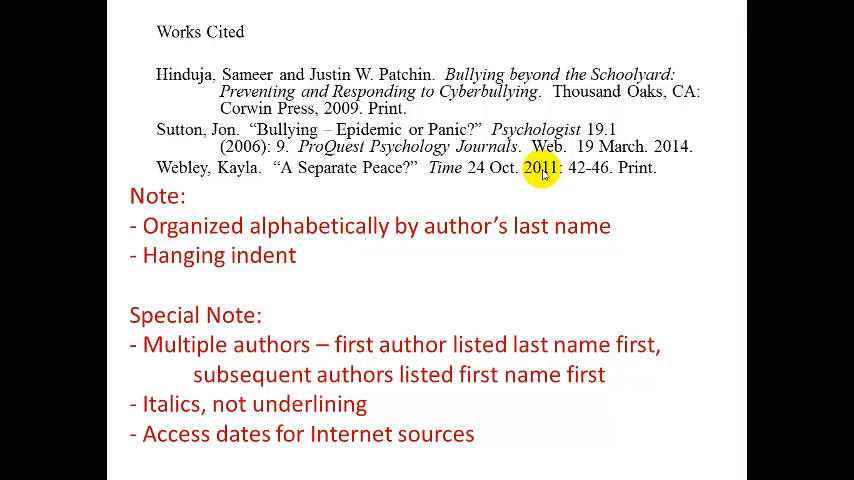 Works Cited
Hinduja, Sameer and Justin W. Patchin. Bullying beyond the Schoolyard:
Preventing and Responding to Cyberbullying. Thousand Oaks, CA:
Corwin Press, 2009. Print.
Sutton, Jon. “Bullying – Epidemic or Panic?” Psychologist 19.1
(2006): 9. ProQuest Psychology Journals. Web. 19 March. 2014.
Webley, Kayla. “A Separate Peace?” Time 24 Oct. 2011: 42-46. Print.
Note:
- Organized alphabetically by author’s last name
- Hanging indent
Special Note:
- Multiple authors – first author listed last name first,
subsequent authors listed first name first
- Italics, not underlining
- Access dates for Internet sources